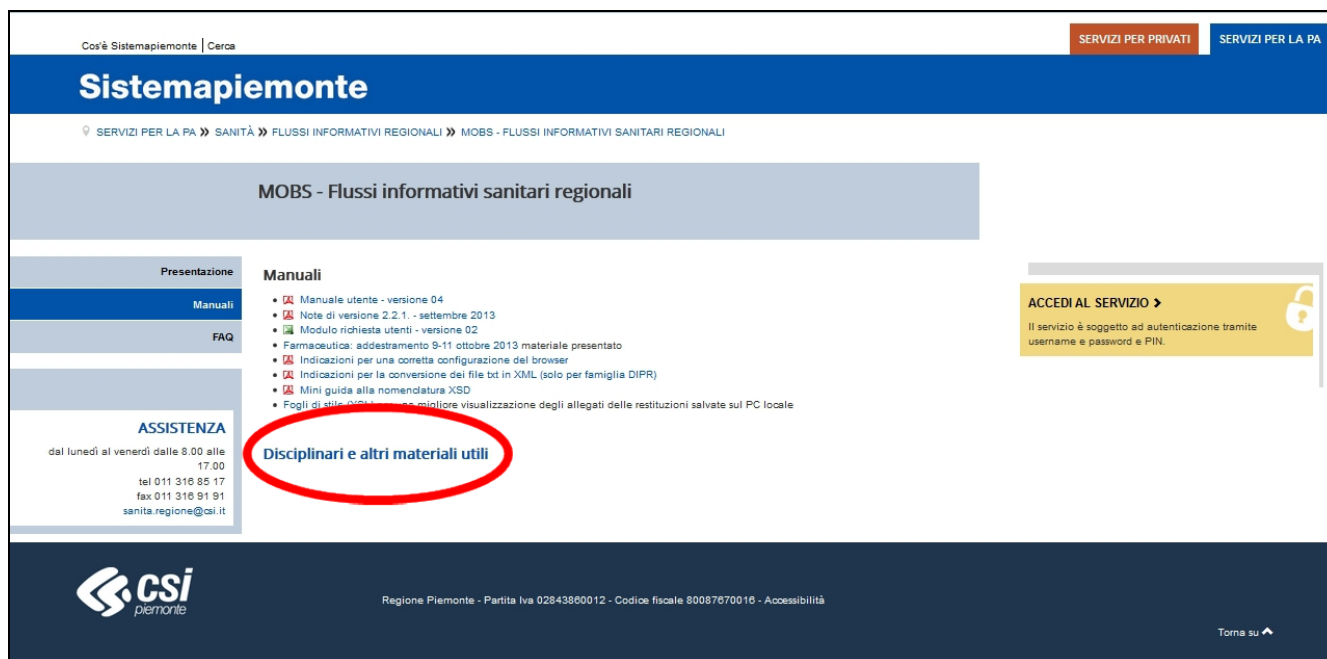 Cos'è Sistemapiemonte | Cerca
SERVIZI PER PRIVATI
SERVIZI PER LA PA
Sistemapiemonte
SERVIZI PER LA PA » SANITÀ » FLUSSI INFORMATIVI REGIONALI » MOBS - FLUSSI INFORMATIVI SANITARI REGIONALI
MOBS - Flussi informativi sanitari regionali
Presentazione
Manuali
FAQ
Manuali
• Manuale utente - versione 04
• Note di versione 2.2.1. - settembre 2013
• Modulo richiesta utenti - versione 02
• Farmaceutica: addestramento 9-11 ottobre 2013 materiale presentato
• Indicazioni per una corretta configurazione del browser
• Indicazioni per la conversione dei file txt in XML (solo per famiglia DIPR)
• Mini guida alla nomenclatura XSD
• Fogli di stile migliore visualizzazione degli allegati delle restituzioni salvate sul PC locale
Disciplinari e altri materiali utili
ACCEDI AL SERVIZIO >
Il servizio è soggetto ad autenticazione tramite
username e password e PIN.
ASSISTENZA
dal lunedì al venerdì dalle 8.00 alle
17.00
tel 011 316 85 17
fax 011 316 91 91
sanita.regione@csi.it
csi
piemonte
Regione Piemonte - Partita Iva 02843860012 - Codice fiscale 80087670016 - Accessibilità
Torna su